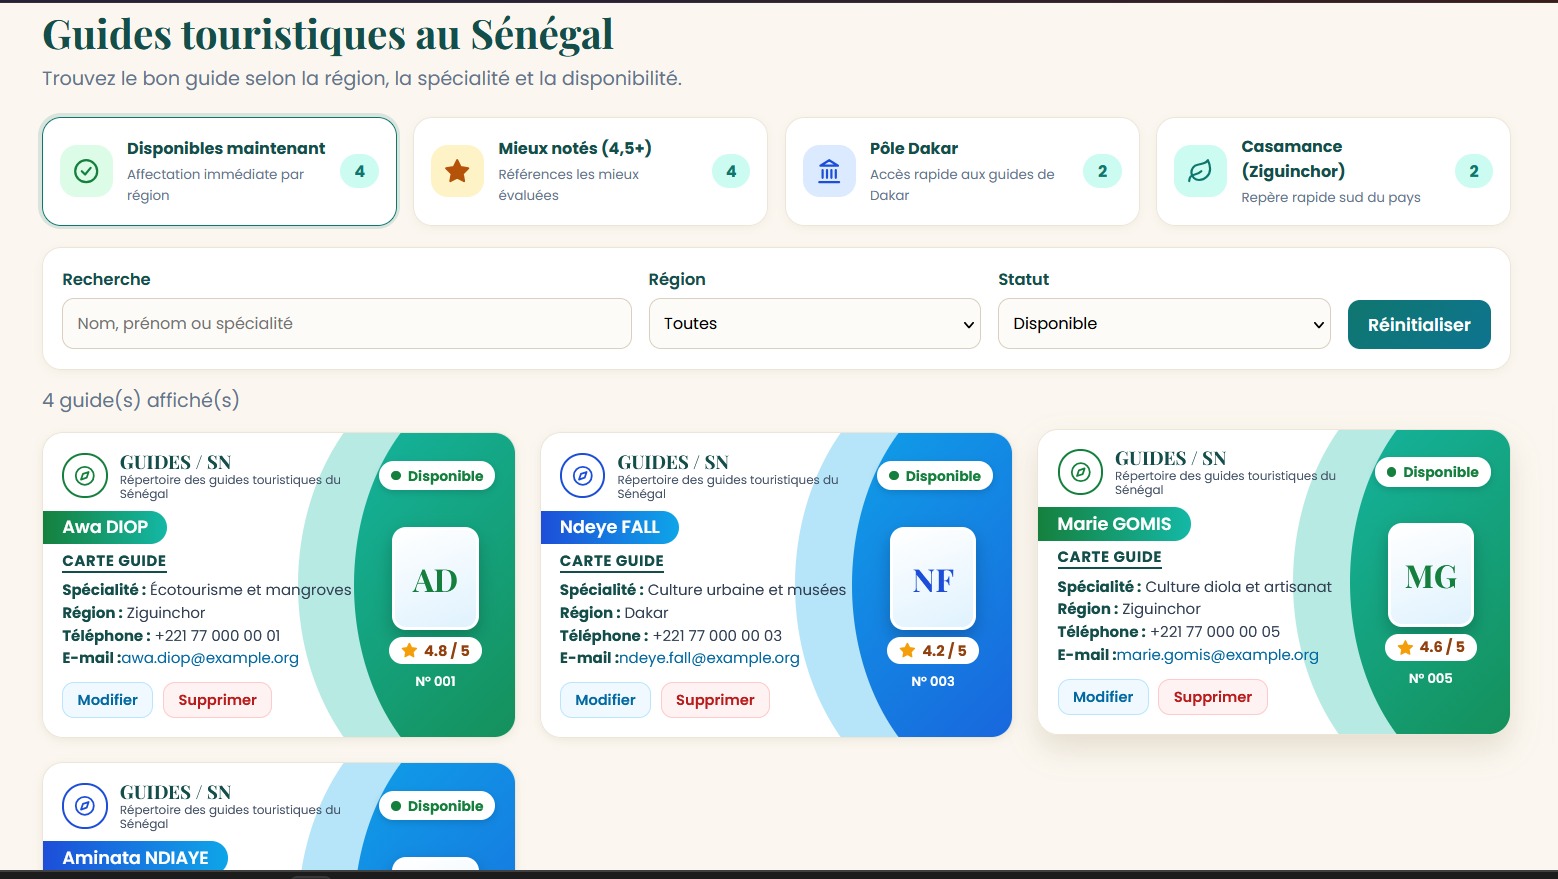 Guides touristiques au Sénégal
Trouvez le bon guide selon la région, la spécialité et la disponibilité.
Disponibles maintenant
Affectation immédiate par
région
4
Mieux notés (4,5+)
Références les mieux
évaluées
4
Pôle Dakar
Accès rapide aux guides de
Dakar
2
Casamance
(Ziguinchor)
Repère rapide sud du pays
2
Recherche
Nom, prénom ou spécialité
Région
Toutes
Statut
Disponible
Réinitialiser
4 guide(s) affiché(s)
GUIDES / SN
Répertoire des guides touristiques du
Sénégal
Disponible
Awa DIOP
CARTE GUIDE
Spécialité : Écotourisme et mangroves
Région : Ziguinchor
Téléphone : +221 77 000 00 01
E-mail :awa.diop@example.org
Modifier
Supprimer
AD
4.8 / 5
Nº 001
GUIDES / SN
Répertoire des guides touristiques du
Sénégal
Disponible
Ndeye FALL
CARTE GUIDE
Spécialité : Culture urbaine et musées
Région : Dakar
Téléphone : +221 77 000 00 03
E-mail :ndeye.fall@example.org
Modifier
Supprimer
NF
4.2 / 5
Nº 003
GUIDES / SN
Répertoire des guides touristiques du
Sénégal
Disponible
Marie GOMIS
CARTE GUIDE
Spécialité : Culture diola et artisanat
Région : Ziguinchor
Téléphone : +221 77 000 00 05
E-mail :marie.gomis@example.org
Modifier
Supprimer
MG
4.6 / 5
Nº 005
GUIDES / SN
Répertoire des guides touristiques du
Sénégal
Disponible
Aminata NDIAYE